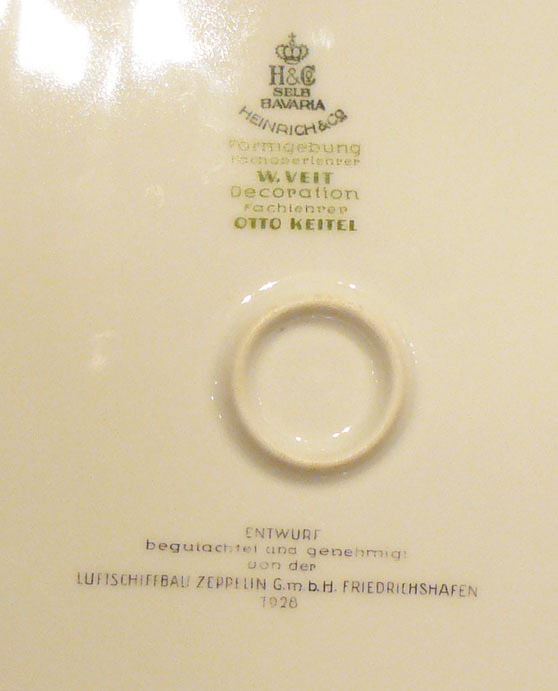 H&Co
SELB
BAVARIA
HEINRICH & Co
Formgebung
Fachoberlehrer
W. VEIT
Decoration
Fachlehrer
OTTO KEITEL
ENTWURF
begutachtet und genehmigt
von der
LUFTSCHIFFBAU ZEPPELIN G.m.b.H. FRIEDRICHSHAFEN
1928